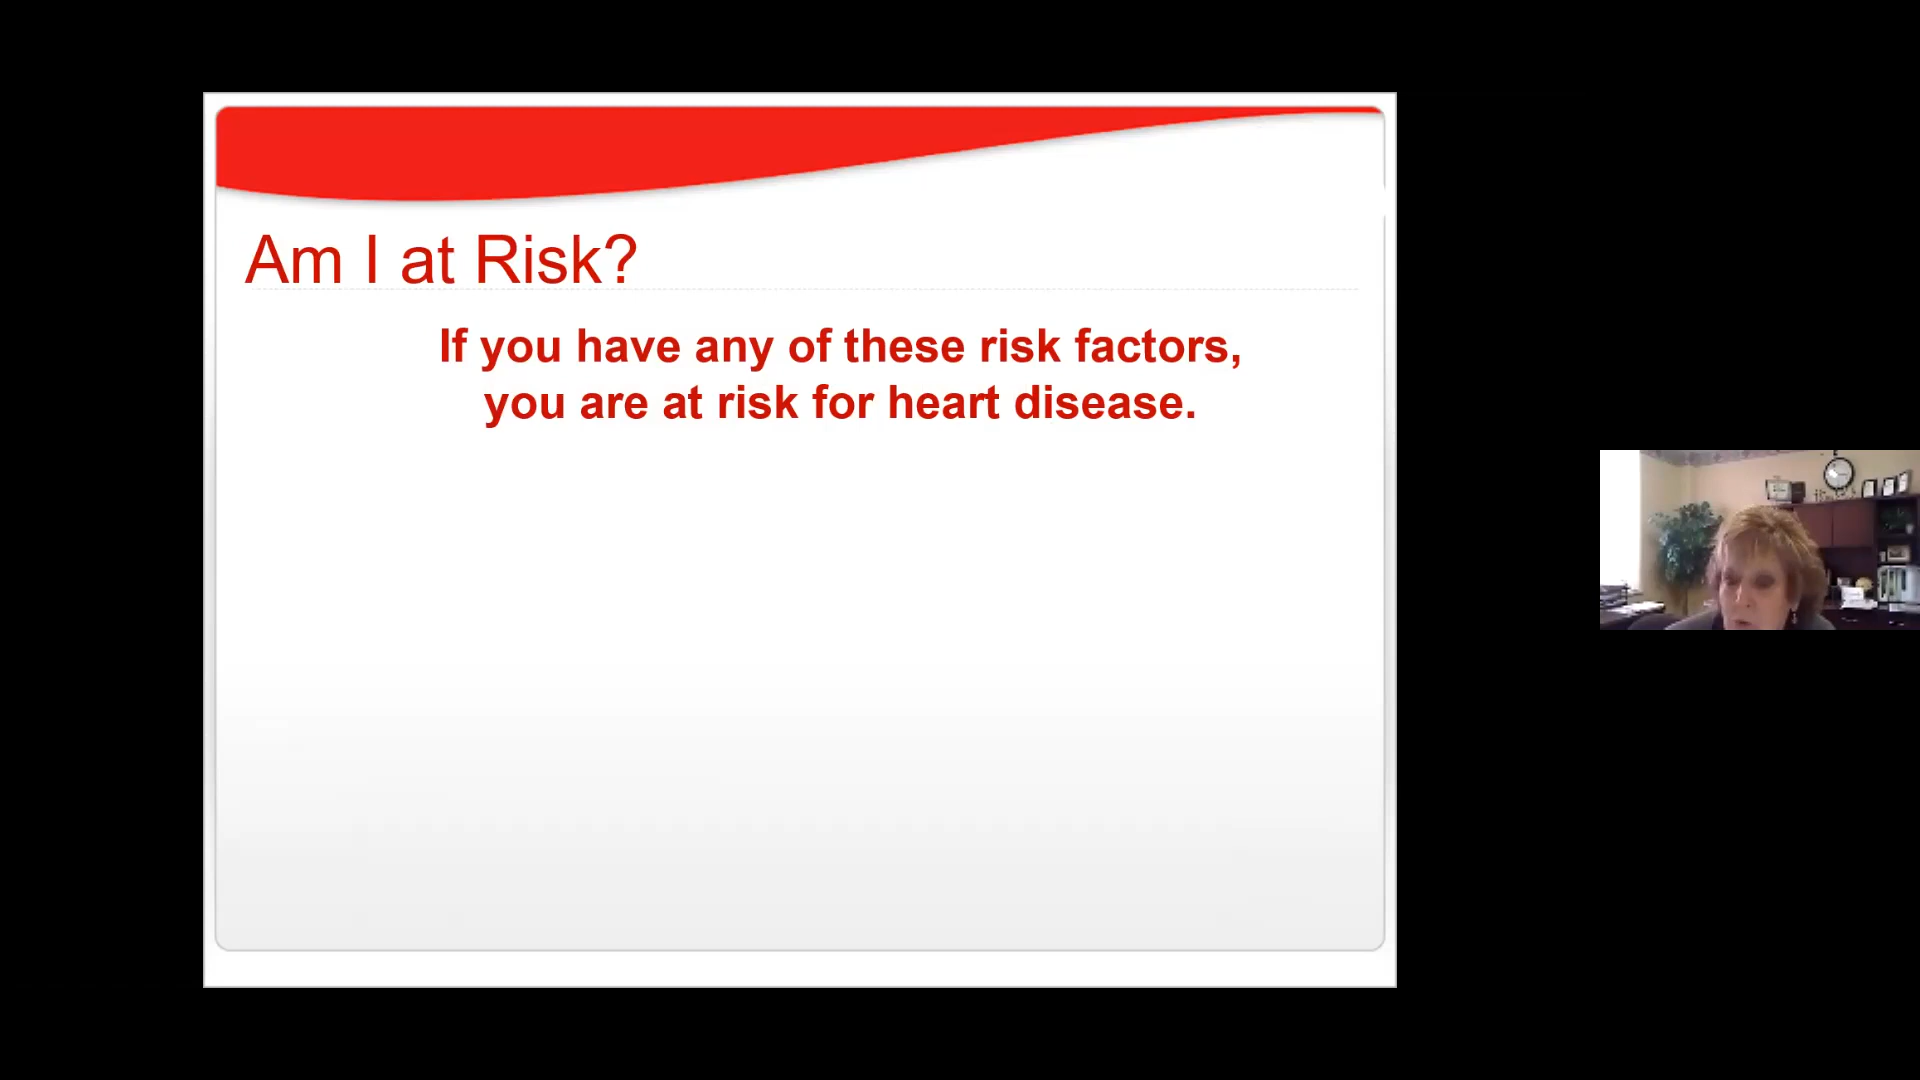 Am I at Risk?
If you have any of these risk factors,
you are at risk for heart disease.